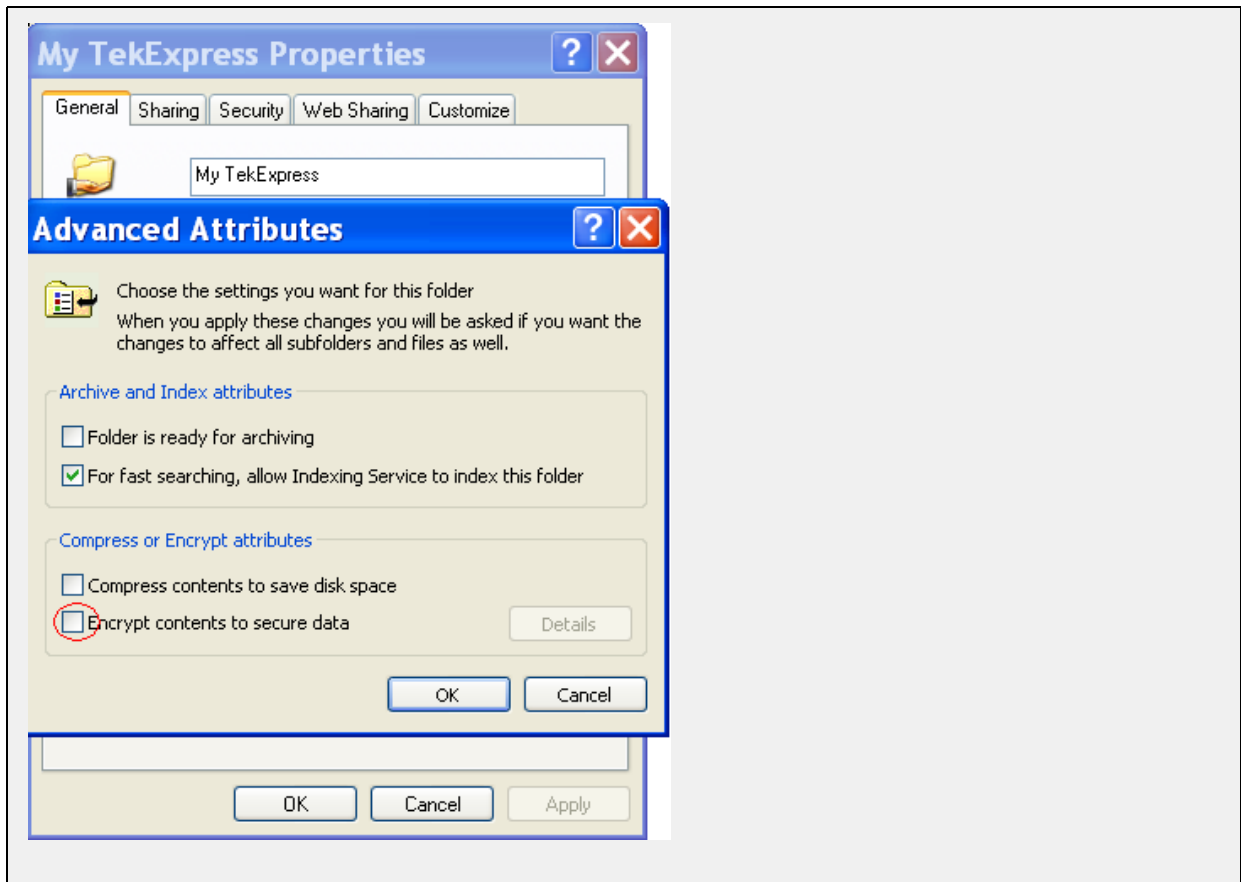 My TekExpress Properties
General Sharing Security Web Sharing Customize
My TekExpress
Advanced Attributes
Choose the settings you want for this folder
When you apply these changes you will be asked if you want the
changes to affect all subfolders and files as well.
Archive and Index attributes
Folder is ready for archiving
For fast searching, allow Indexing Service to index this folder
Compress or Encrypt attributes
Compress contents to save disk space
Encrypt contents to secure data Details
OK Cancel
OK Cancel Apply